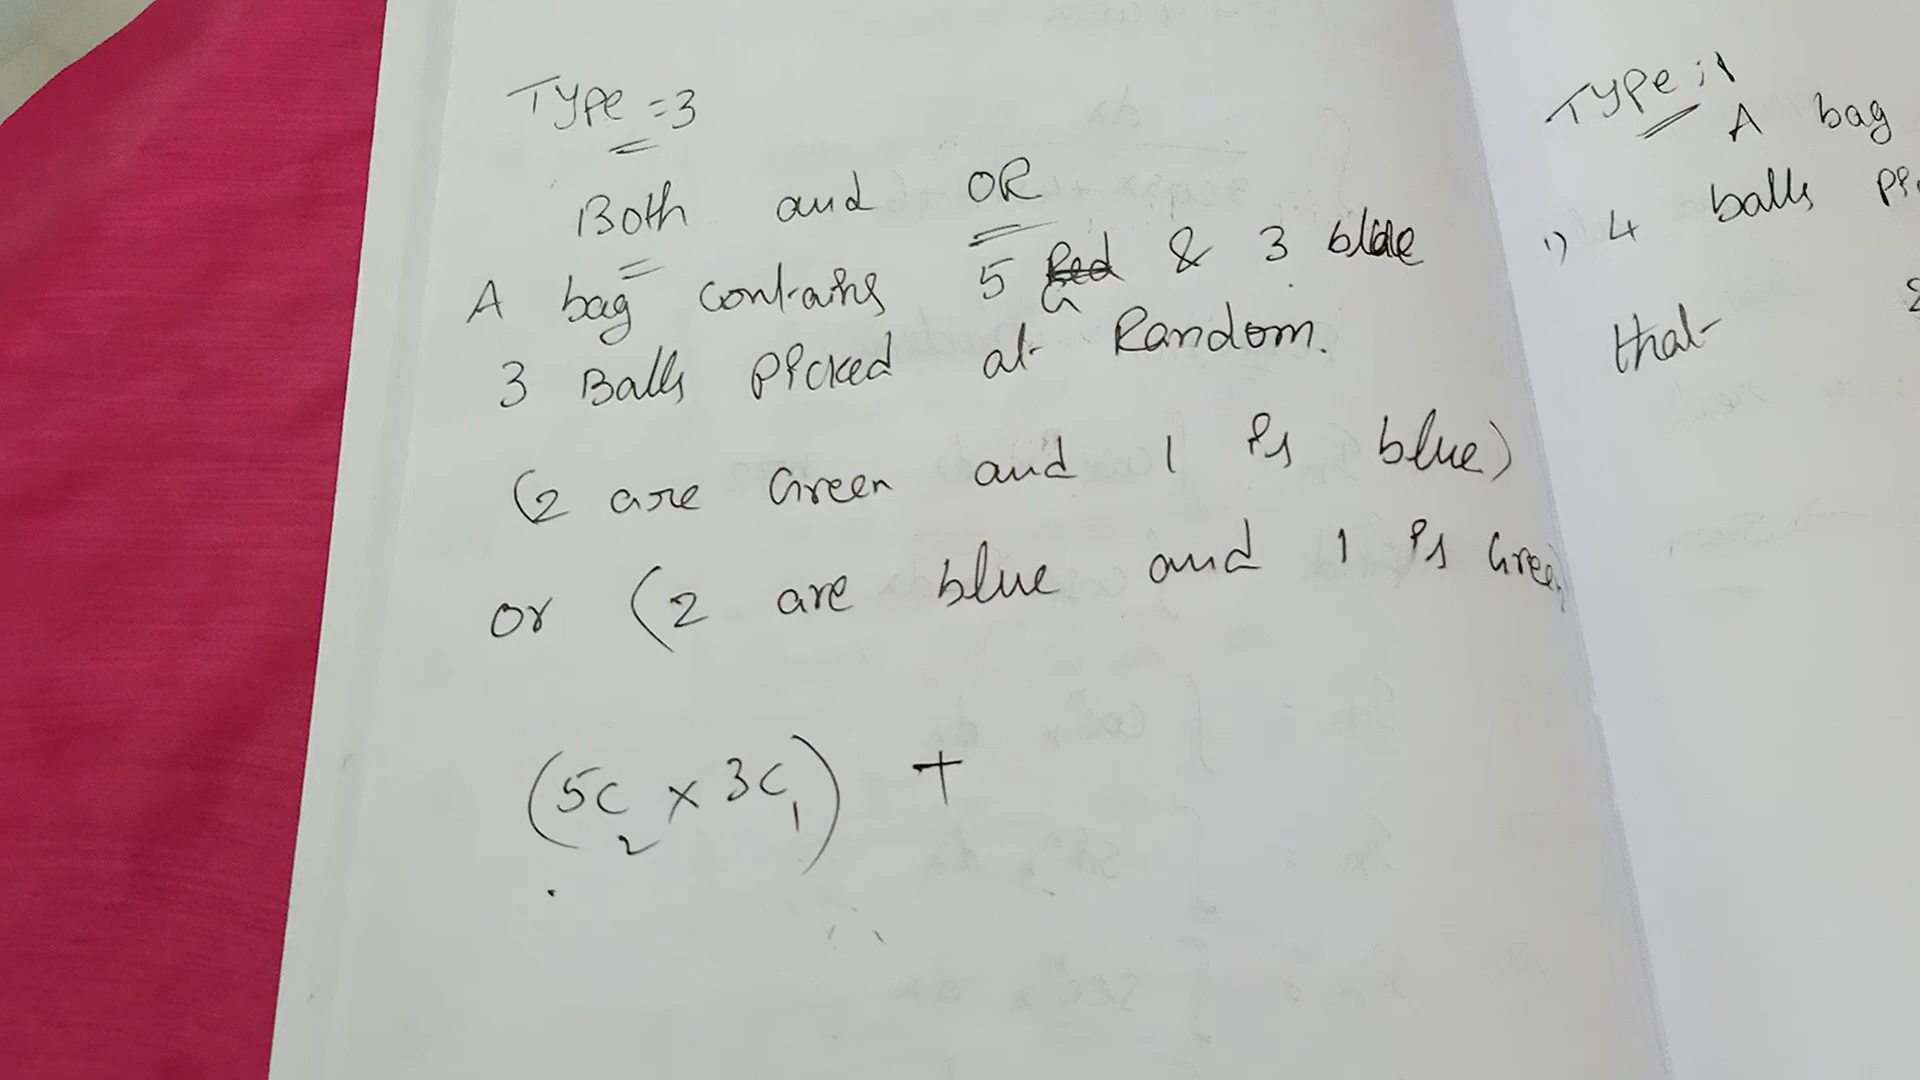 Type = 3
Both and OR
A bag contains 5 G & 3 blue
3 Balls picked at Random.
(2 are Green and 1 is blue)
or (2 are blue and 1 is Green
(5C2 x 3C1) +
Type : 1
A bag
1) 4 balls
that